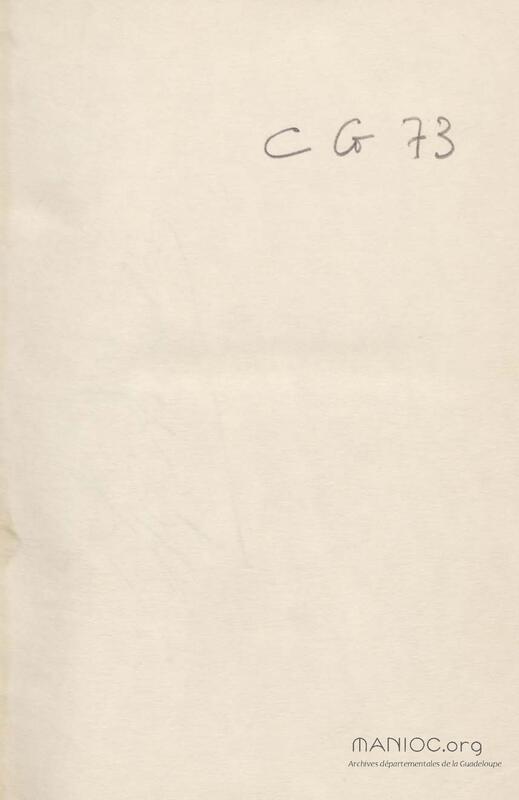 C G 73
MANIOC.org
Archives départementales de la Guadeloupe